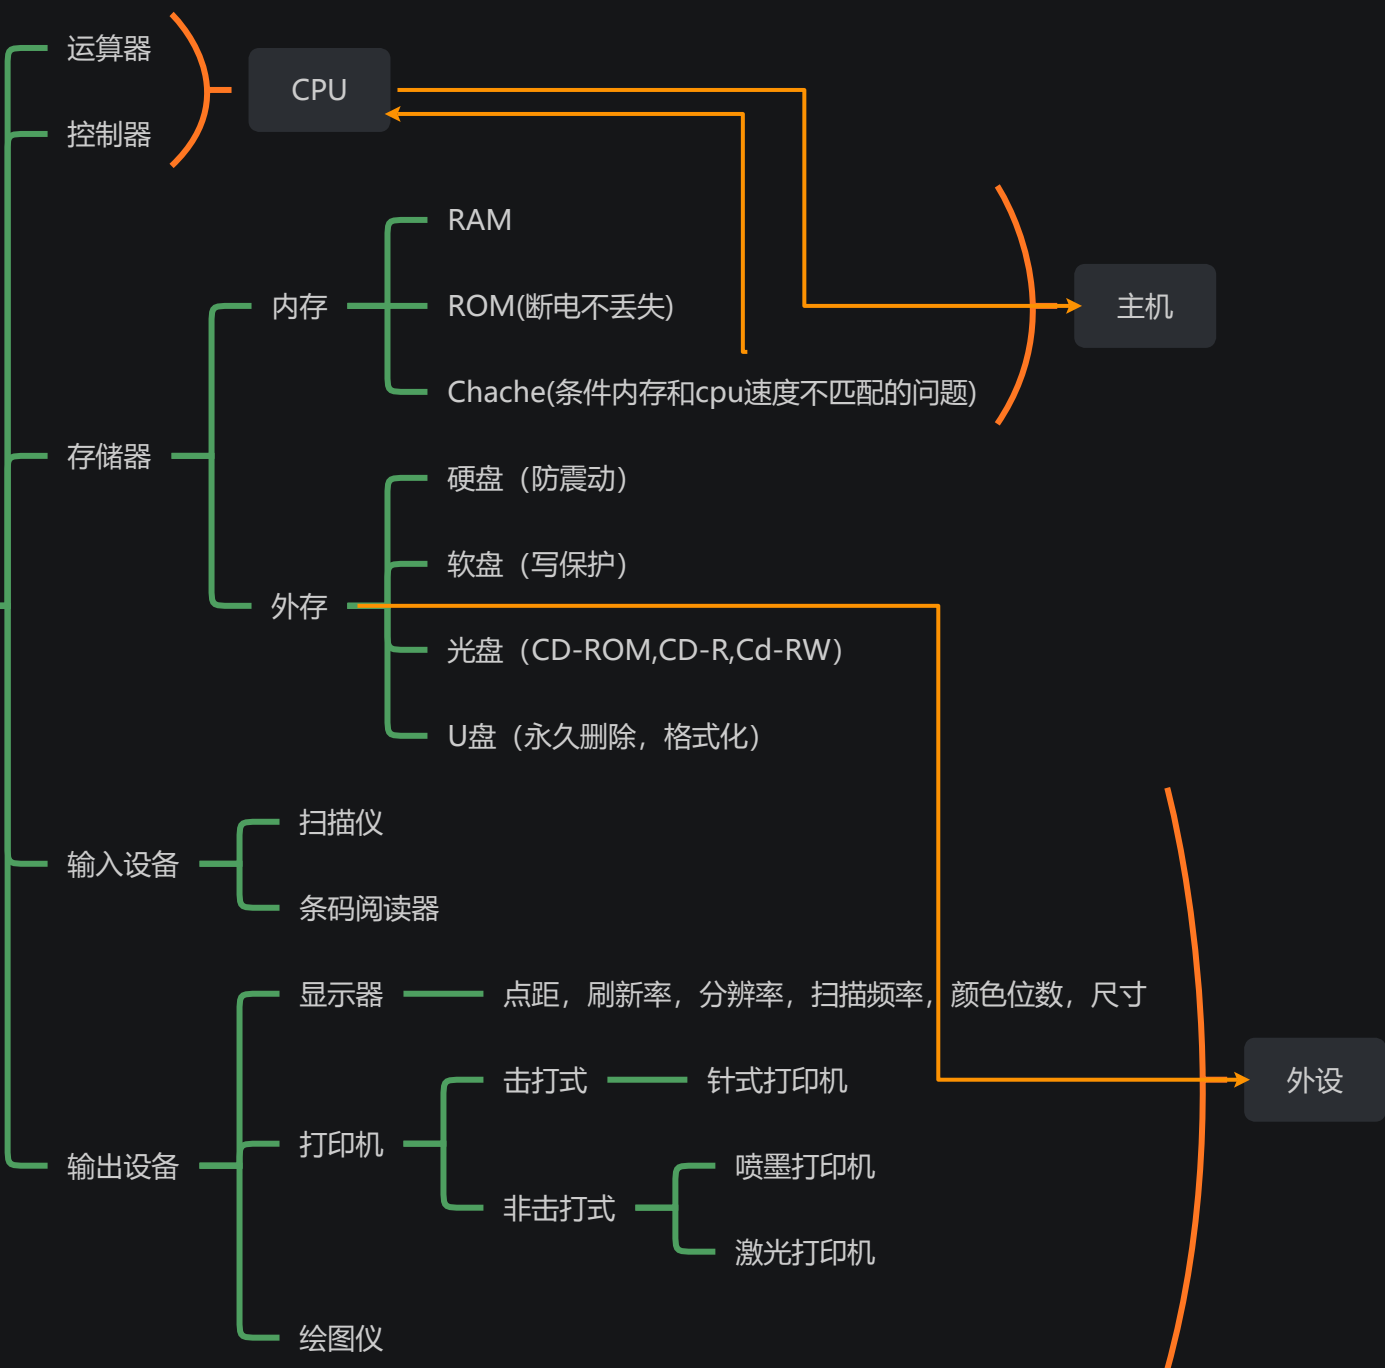 运算器
CPU
控制器
RAM
内存
ROM(断电不丢失)
主机
Chache(条件内存和cpu速度不匹配的问题)
存储器
硬盘（防震动）
软盘（写保护）
外存
光盘（CD-ROM,CD-R,Cd-RW）
U盘（永久删除，格式化）
扫描仪
输入设备
条码阅读器
显示器
点距，刷新率，分辨率，扫描频率，颜色位数，尺寸
击打式
针式打印机
外设
打印机
输出设备
喷墨打印机
非击打式
激光打印机
绘图仪